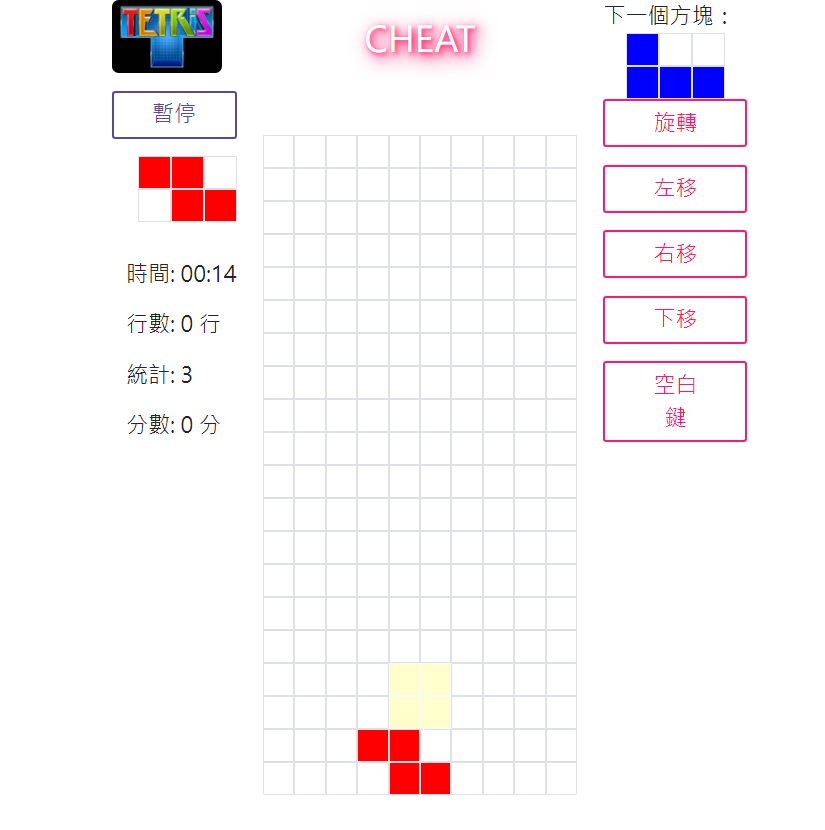 TETRIS
CHEAT
暫停
時間: 00:14
行數: 0 行
統計: 3
分數: 0 分
下一個方塊：
旋轉
左移
右移
下移
空白
鍵